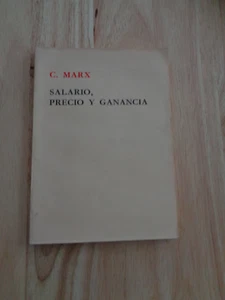 C. MARX
SALARIO,
PRECIO Y GANANCIA